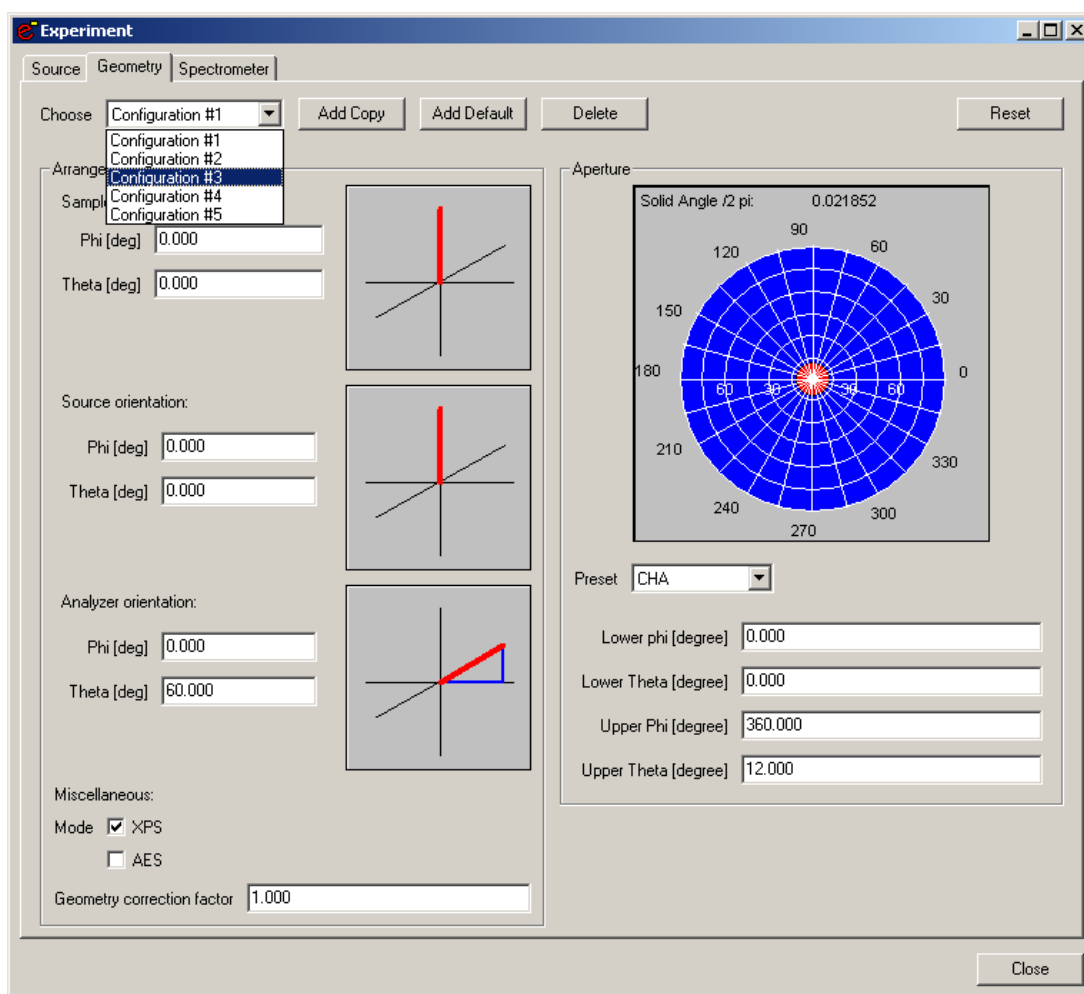 Experiment
Source Geometry Spectrometer
Choose Configuration #1 Add Copy Add Default Delete Reset
Configuration #1
Configuration #2
Configuration #3
Configuration #4
Configuration #5
Phi [deg] 0.000
Theta [deg] 0.000
Source orientation:
Phi [deg] 0.000
Theta [deg] 0.000
Analyzer orientation:
Phi [deg] 0.000
Theta [deg] 60.000
Miscellaneous:
Mode XPS
AES
Geometry correction factor 1.000
Aperture
Solid Angle /2 pi: 0.021852
90
120 60
150 30
180 60 30 30 60 0
210 330
240 300
270
Preset CHA
Lower phi [degree] 0.000
Lower Theta [degree] 0.000
Upper Phi [degree] 360.000
Upper Theta [degree] 12.000
Close